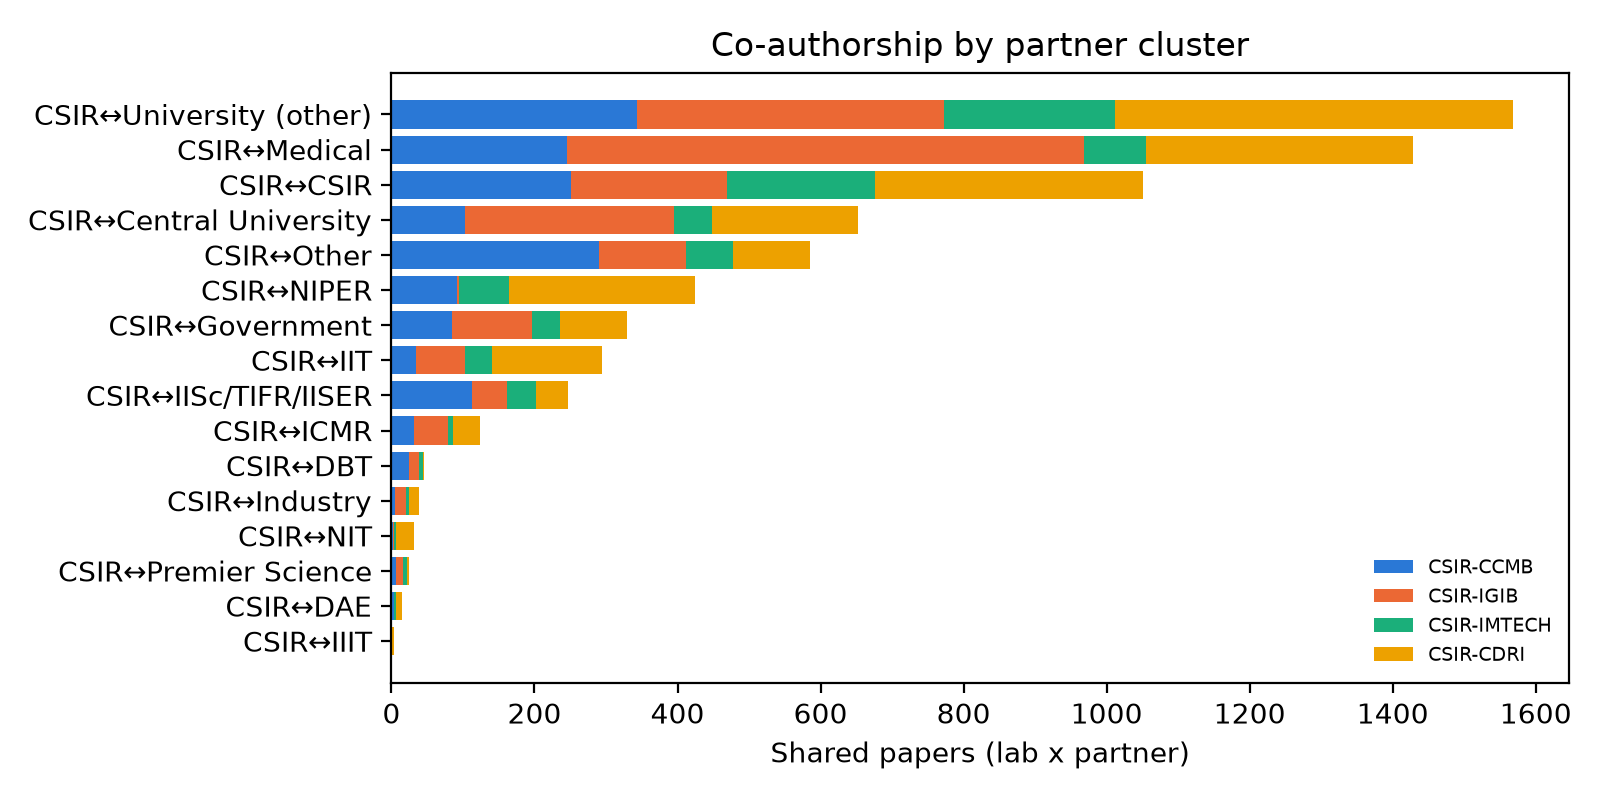 Co-authorship by partner cluster
CSIR↔University (other)
CSIR↔Medical
CSIR↔CSIR
CSIR↔Central University
CSIR↔Other
CSIR↔NIPER
CSIR↔Government
CSIR↔IIT
CSIR↔IISc/TIFR/IISER
CSIR↔ICMR
CSIR↔DBT
CSIR↔Industry
CSIR↔NIT
CSIR↔Premier Science
CSIR↔DAE
CSIR↔IIIT
CSIR-CCMB
CSIR-IGIB
CSIR-IMTECH
CSIR-CDRI
0 200 400 600 800 1000 1200 1400 1600
Shared papers (lab x partner)